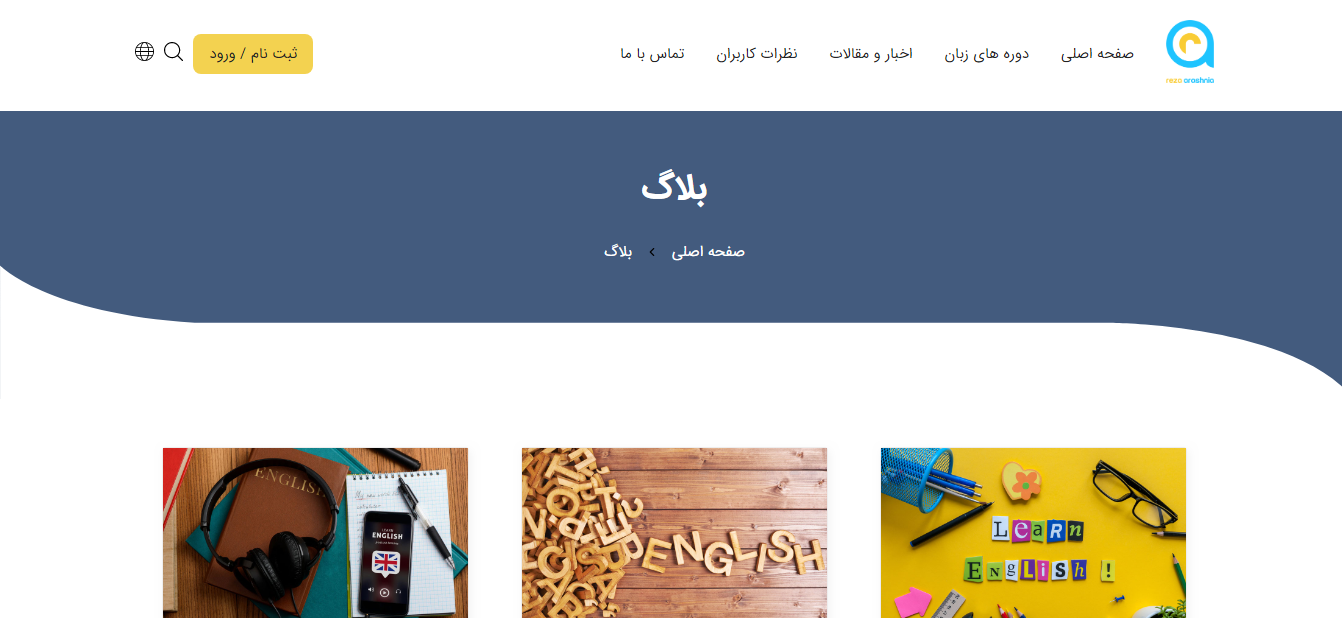 reza arashnia
صفحه اصلی
دوره های زبان
اخبار و مقالات
نظرات کاربران
تماس با ما
ثبت نام / ورود
بلاگ
صفحه اصلی › بلاگ
ENGLISH
LEARN
ENGLISH
ENGLISH
LEaRN
ENgLiSH !